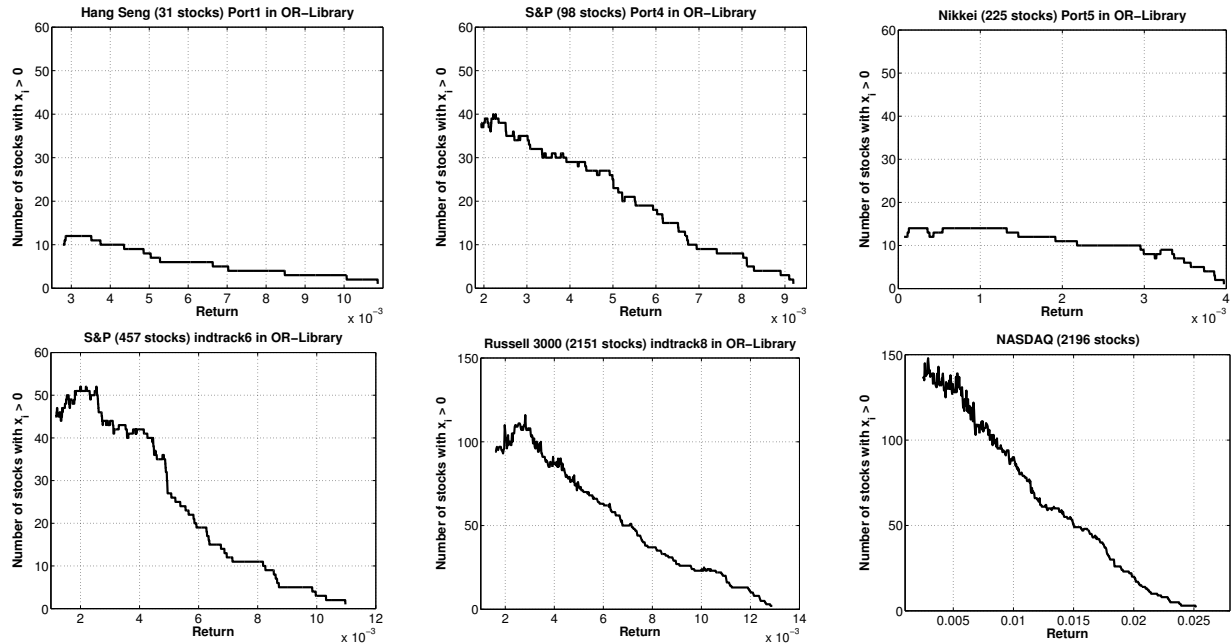 Hang Seng (31 stocks) Port1 in OR−Library
Number of stocks with x_i > 0
60
50
40
30
20
10
0
3 4 5 6 7 8 9 10
Return
x 10^−3
S&P (98 stocks) Port4 in OR−Library
Number of stocks with x_i > 0
60
50
40
30
20
10
0
2 3 4 5 6 7 8 9
Return
x 10^−3
Nikkei (225 stocks) Port5 in OR−Library
Number of stocks with x_i > 0
60
50
40
30
20
10
0
0 1 2 3 4
Return
x 10^−3
S&P (457 stocks) indtrack6 in OR−Library
Number of stocks with x_i > 0
60
50
40
30
20
10
0
2 4 6 8 10 12
Return
x 10^−3
Russell 3000 (2151 stocks) indtrack8 in OR−Library
Number of stocks with x_i > 0
150
100
50
0
2 4 6 8 10 12 14
Return
x 10^−3
NASDAQ (2196 stocks)
Number of stocks with x_i > 0
150
100
50
0
0.005 0.01 0.015 0.02 0.025
Return